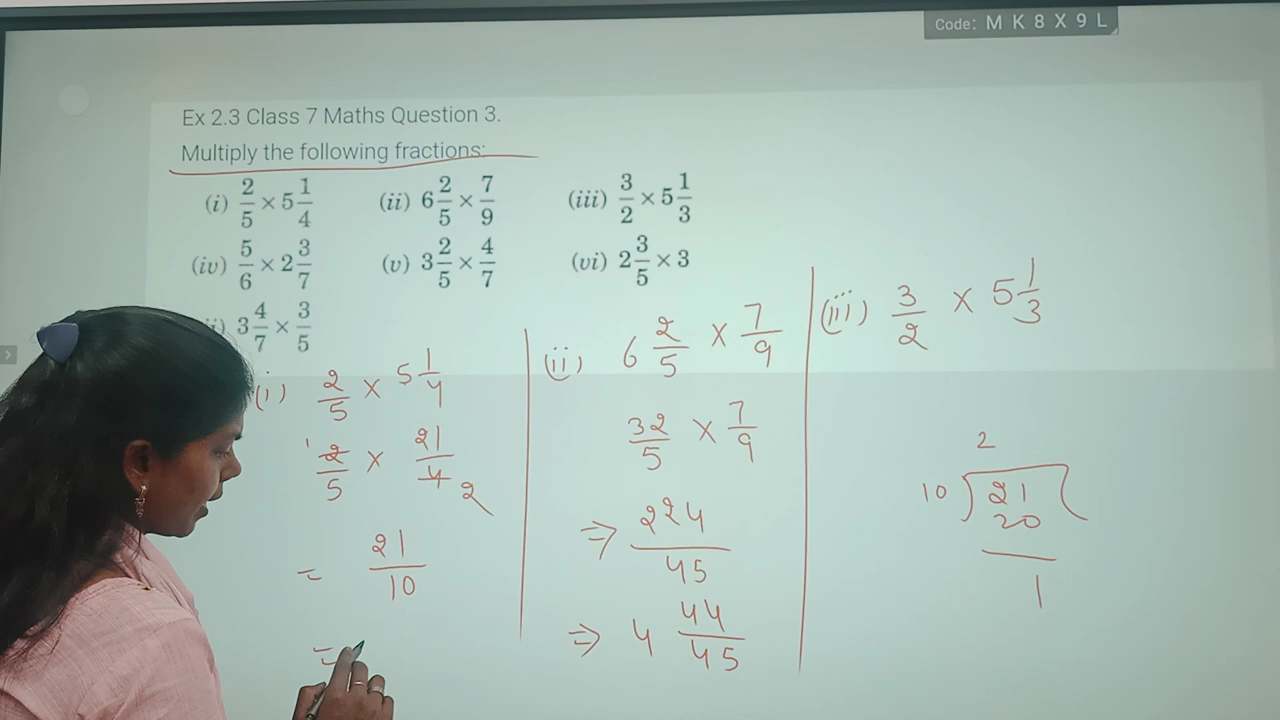 Code: M K 8 X 9 L
Ex 2.3 Class 7 Maths Question 3.
Multiply the following fractions:
(i) 2/5 × 5 1/4 (ii) 6 2/5 × 7/9 (iii) 3/2 × 5 1/3
(iv) 5/6 × 2 3/7 (v) 3 2/5 × 4/7 (vi) 2 3/5 × 3
) 3 4/7 × 3/5
(i) 2/5 × 5 1/4
1 2/5 × 21/4 2
= 21/10
=
(ii) 6 2/5 × 7/9
32/5 × 7/9
⇒ 224/45
⇒ 4 44/45
(iii) 3/2 × 5 1/3
2
10 ) 21 (
20
1